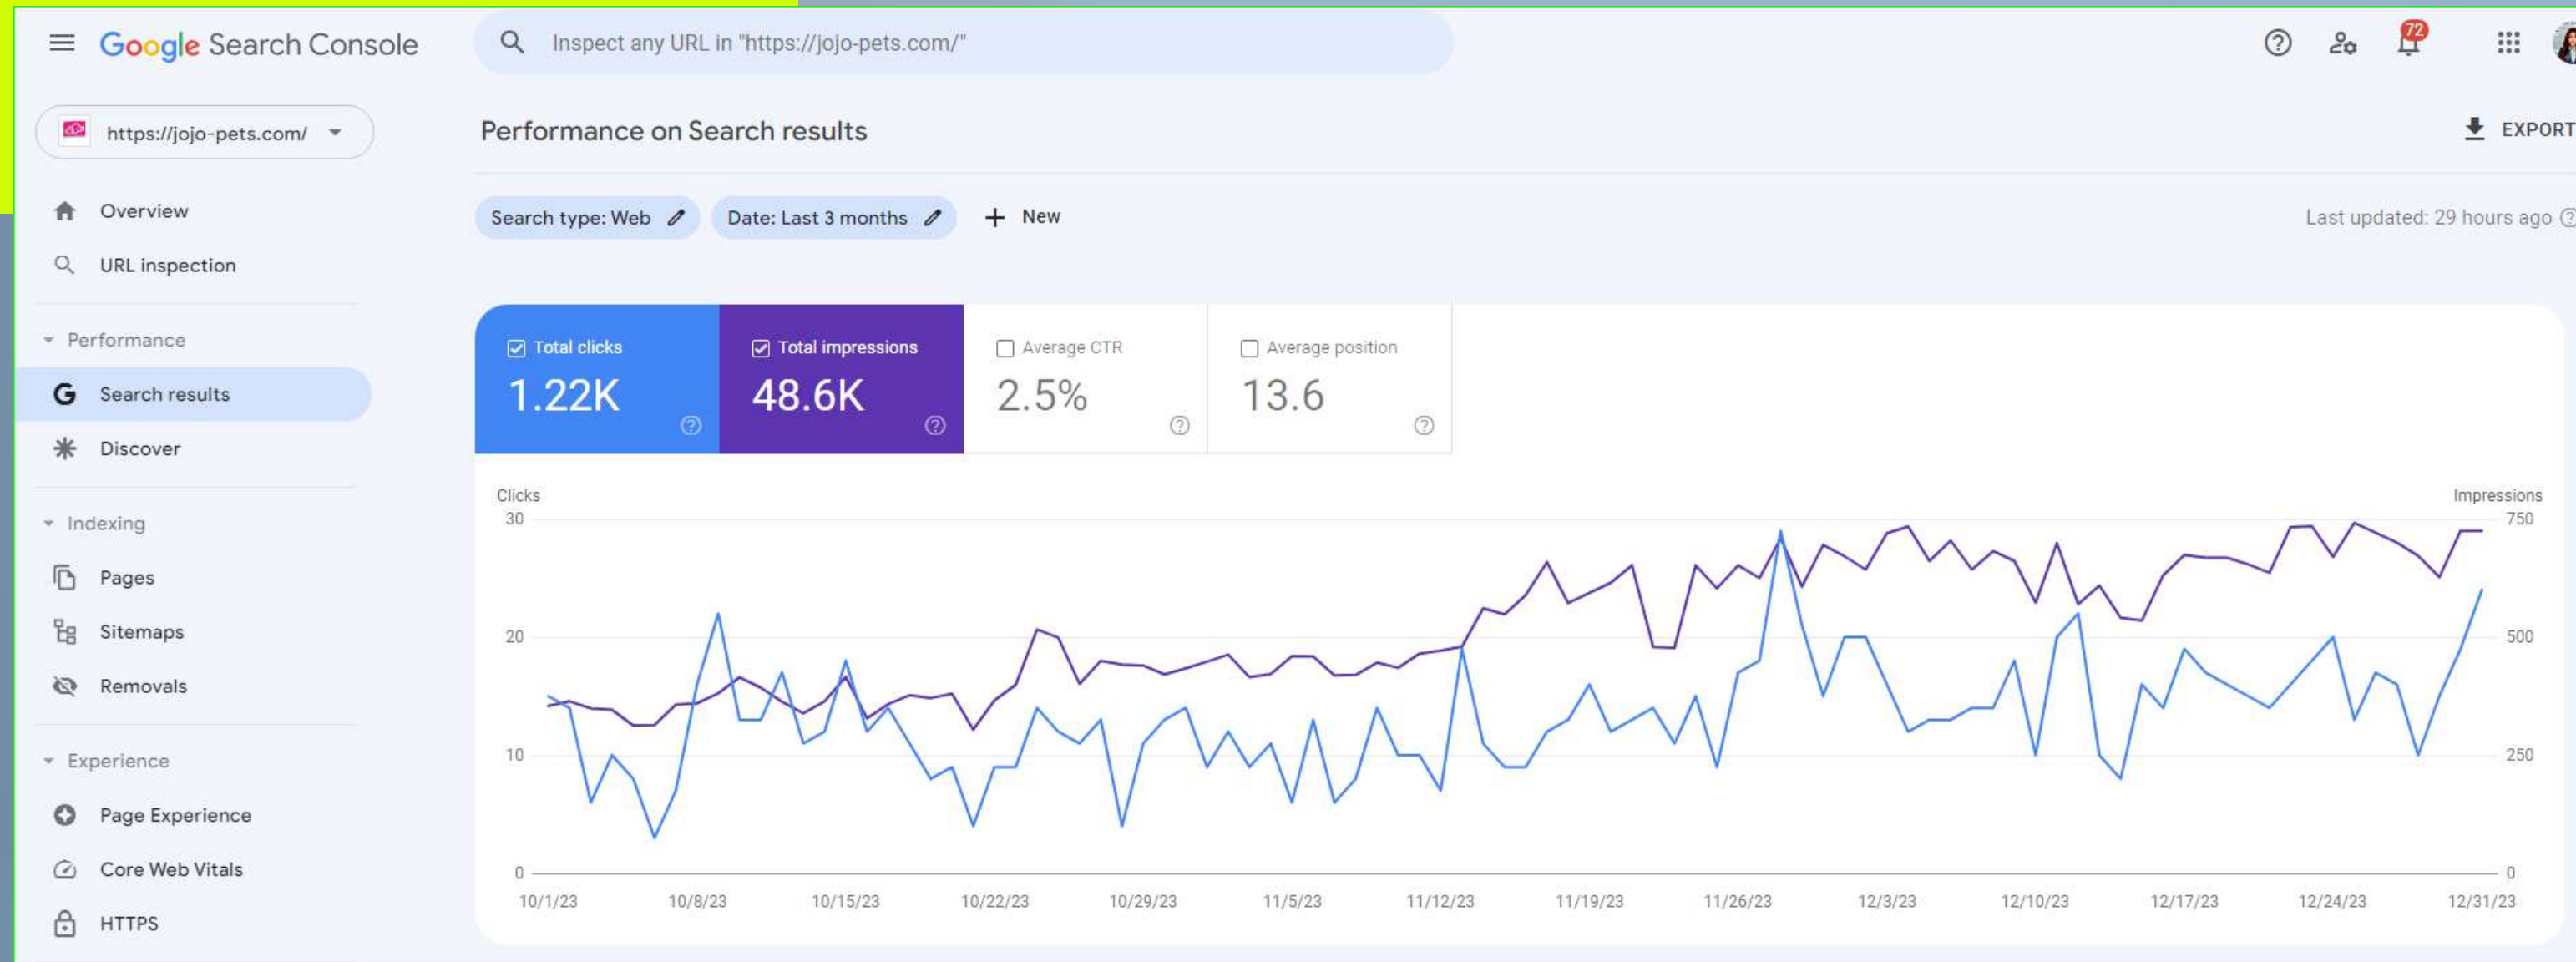 Google Search Console
Inspect any URL in "https://jojo-pets.com/"
72
https://jojo-pets.com/
Performance on Search results
EXPORT
Overview
URL inspection
Performance
Search results
Discover
Indexing
Pages
Sitemaps
Removals
Experience
Page Experience
Core Web Vitals
HTTPS
Search type: Web
Date: Last 3 months
+ New
Last updated: 29 hours ago
Total clicks
1.22K
Total impressions
48.6K
Average CTR
2.5%
Average position
13.6
Clicks
Impressions
30
750
20
500
10
250
0
0
10/1/23 10/8/23 10/15/23 10/22/23 10/29/23 11/5/23 11/12/23 11/19/23 11/26/23 12/3/23 12/10/23 12/17/23 12/24/23 12/31/23